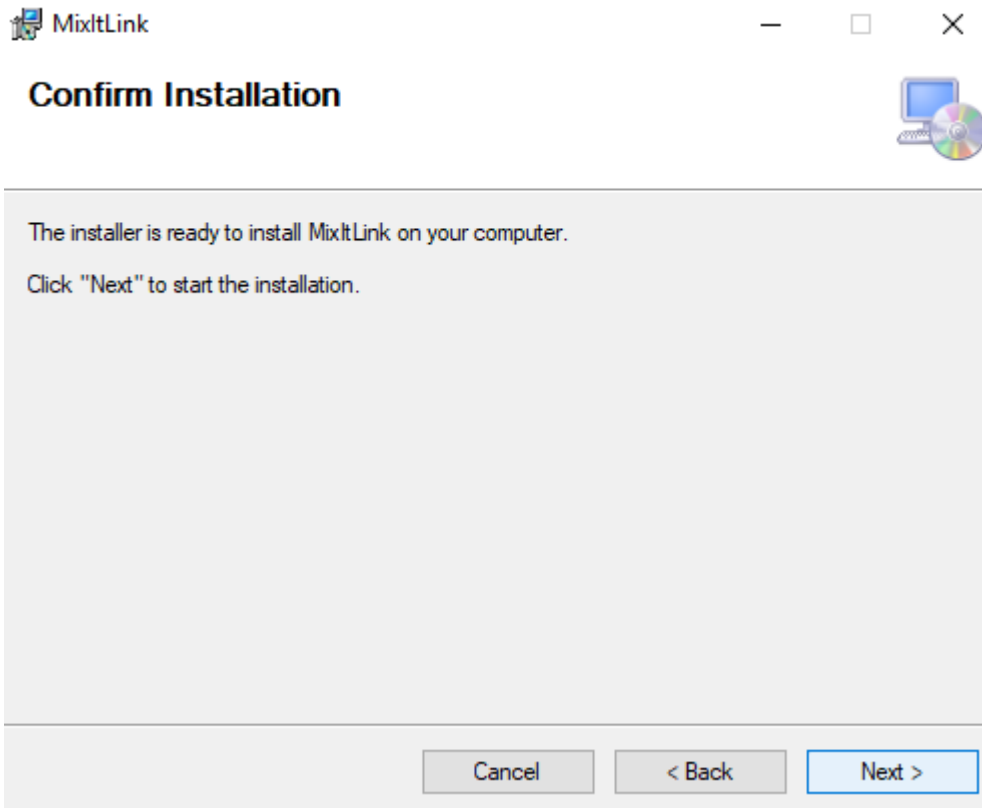 MixItLink
Confirm Installation
The installer is ready to install MixItLink on your computer.
Click "Next" to start the installation.
Cancel
< Back
Next >